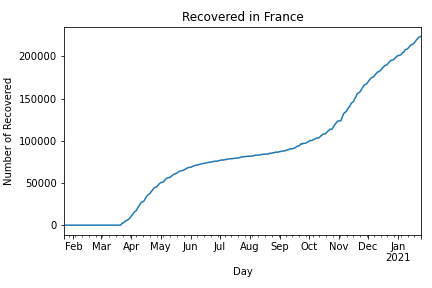 Recovered in France
Number of Recovered
200000
150000
100000
50000
0
Feb Mar Apr May Jun Jul Aug Sep Oct Nov Dec Jan
2021
Day